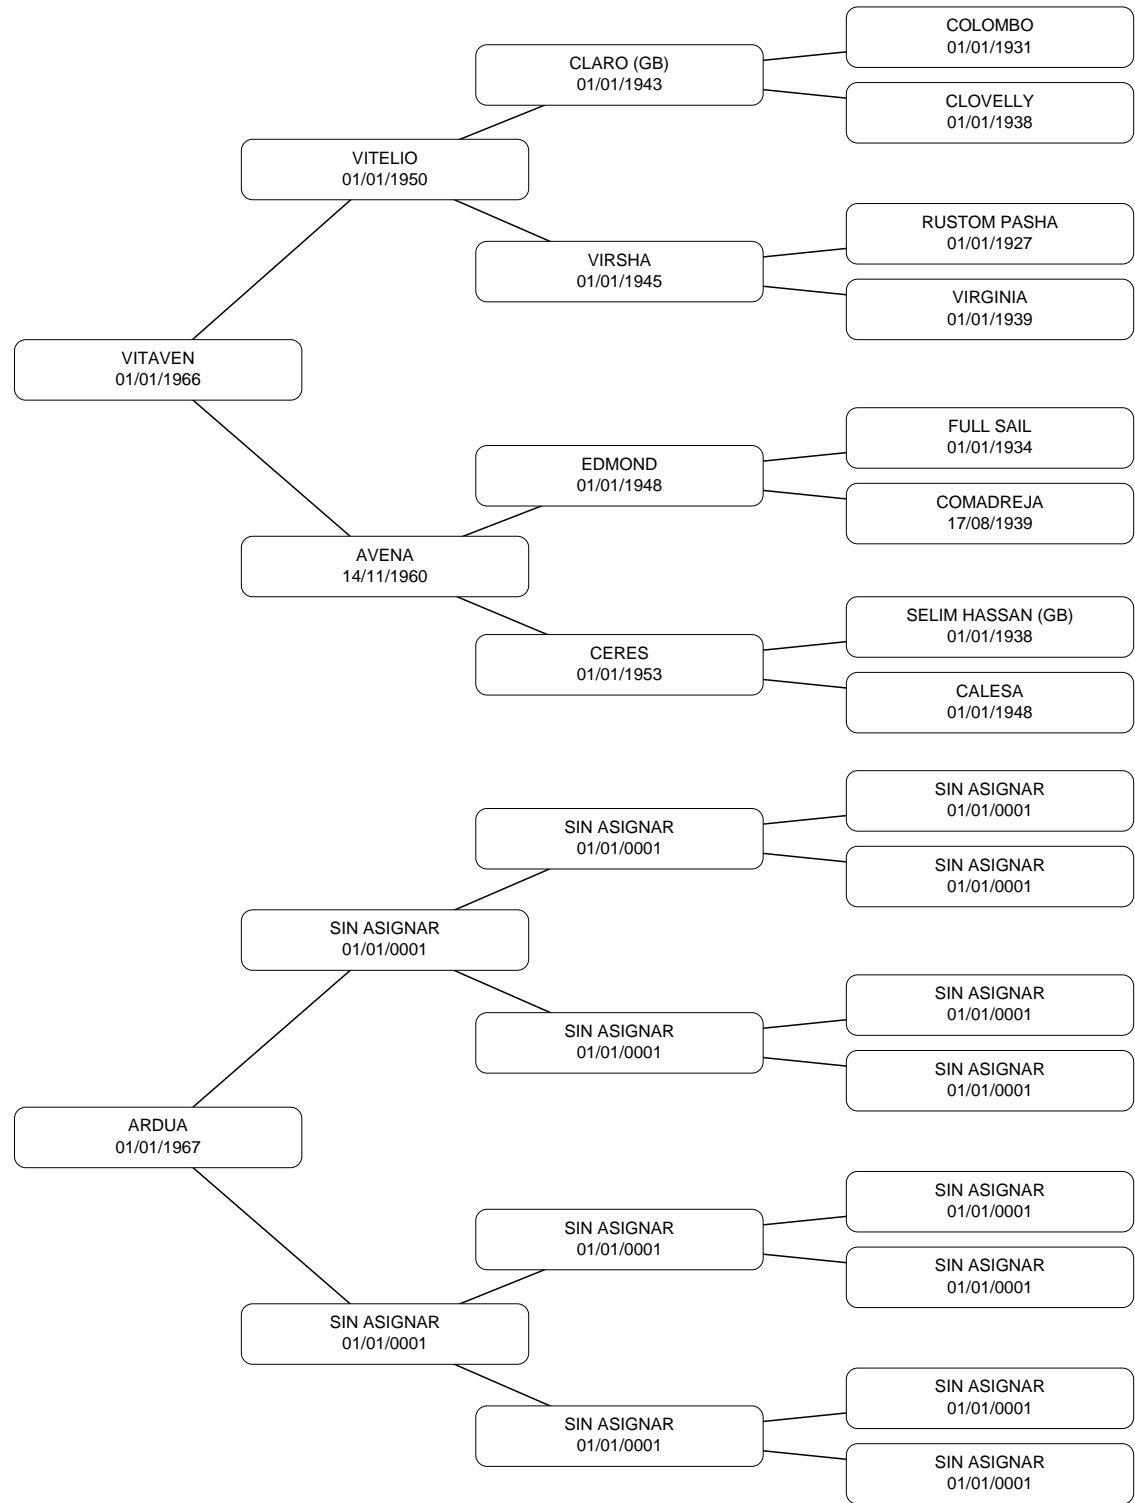 COLOMBO
01/01/1931
CLARO (GB)
01/01/1943
CLOVELLY
01/01/1938
VITELIO
01/01/1950
RUSTOM PASHA
01/01/1927
VIRSHA
01/01/1945
VIRGINIA
01/01/1939
VITAVEN
01/01/1966
FULL SAIL
01/01/1934
EDMOND
01/01/1948
COMADREJA
17/08/1939
AVENA
14/11/1960
SELIM HASSAN (GB)
01/01/1938
CERES
01/01/1953
CALESA
01/01/1948
SIN ASIGNAR
01/01/0001
SIN ASIGNAR
01/01/0001
SIN ASIGNAR
01/01/0001
SIN ASIGNAR
01/01/0001
SIN ASIGNAR
01/01/0001
SIN ASIGNAR
01/01/0001
SIN ASIGNAR
01/01/0001
ARDUA
01/01/1967
SIN ASIGNAR
01/01/0001
SIN ASIGNAR
01/01/0001
SIN ASIGNAR
01/01/0001
SIN ASIGNAR
01/01/0001
SIN ASIGNAR
01/01/0001
SIN ASIGNAR
01/01/0001
SIN ASIGNAR
01/01/0001